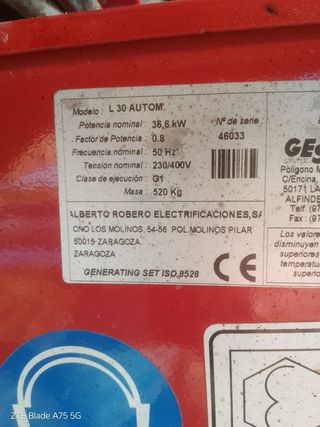 Modelo : L 30 AUTOM.
Potencia nominal : 36,6 kW
Nº de serie
Factor de Potencia : 0.8
46033
Frecuencia nominal : 50 Hz
Tensión nominal : 230/400V
Clase de ejecución : G1
Masa : 520 Kg
ALBERTO ROBERO ELECTRIFICACIONES,SA
CNO LOS MOLINOS, 54-56 POL MOLINOS PILAR
50015 ZARAGOZA
ZARAGOZA
GENERATING SET ISO 8528
CE
Polígono M
C/Encina,
50171 LA
ALFINDE
Telf. (97
Fax : (97
Los valores
disminuyen
superiores
temperatu
superiores
ZTE Blade A75 5G